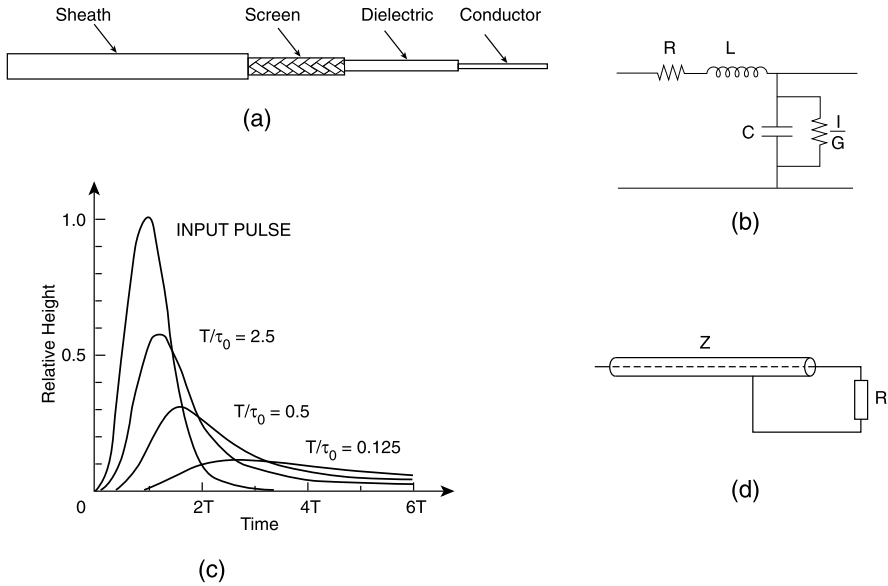 Sheath
Screen
Dielectric
Conductor
(a)
R
L
C
I
G
(b)
1.0
INPUT PULSE
Relative Height
T/τ0 = 2.5
0.5
T/τ0 = 0.5
T/τ0 = 0.125
0
2T
4T
6T
Time
(c)
Z
R
(d)